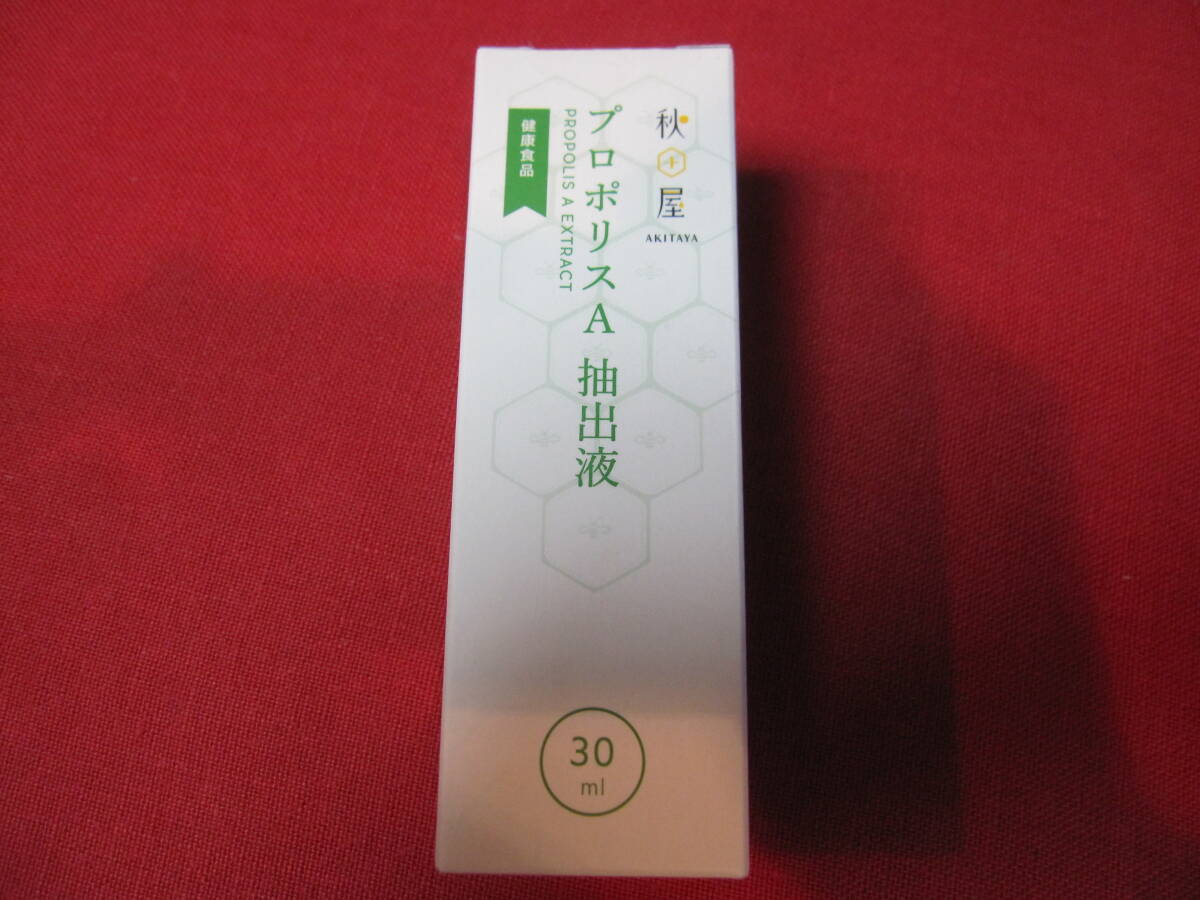 秋田屋
AKITAYA
プロポリスA 抽出液
PROPOLIS A EXTRACT
健康食品
30
ml